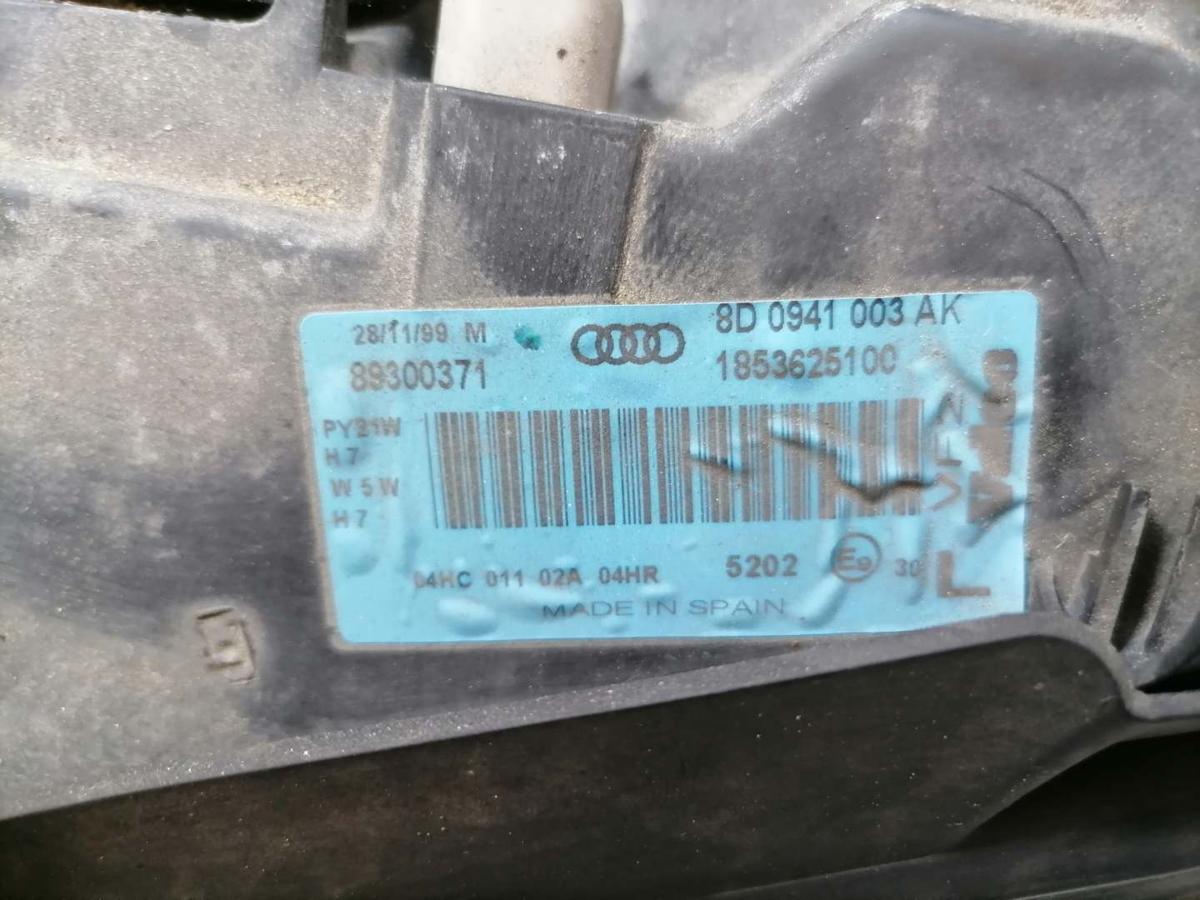 28/11/99 M
8D 0941 003 AK
89300371
1853625100
PY21W
H7
W5W
H7
04HC 011 02A 04HR
5202
E9
30
L
MADE IN SPAIN